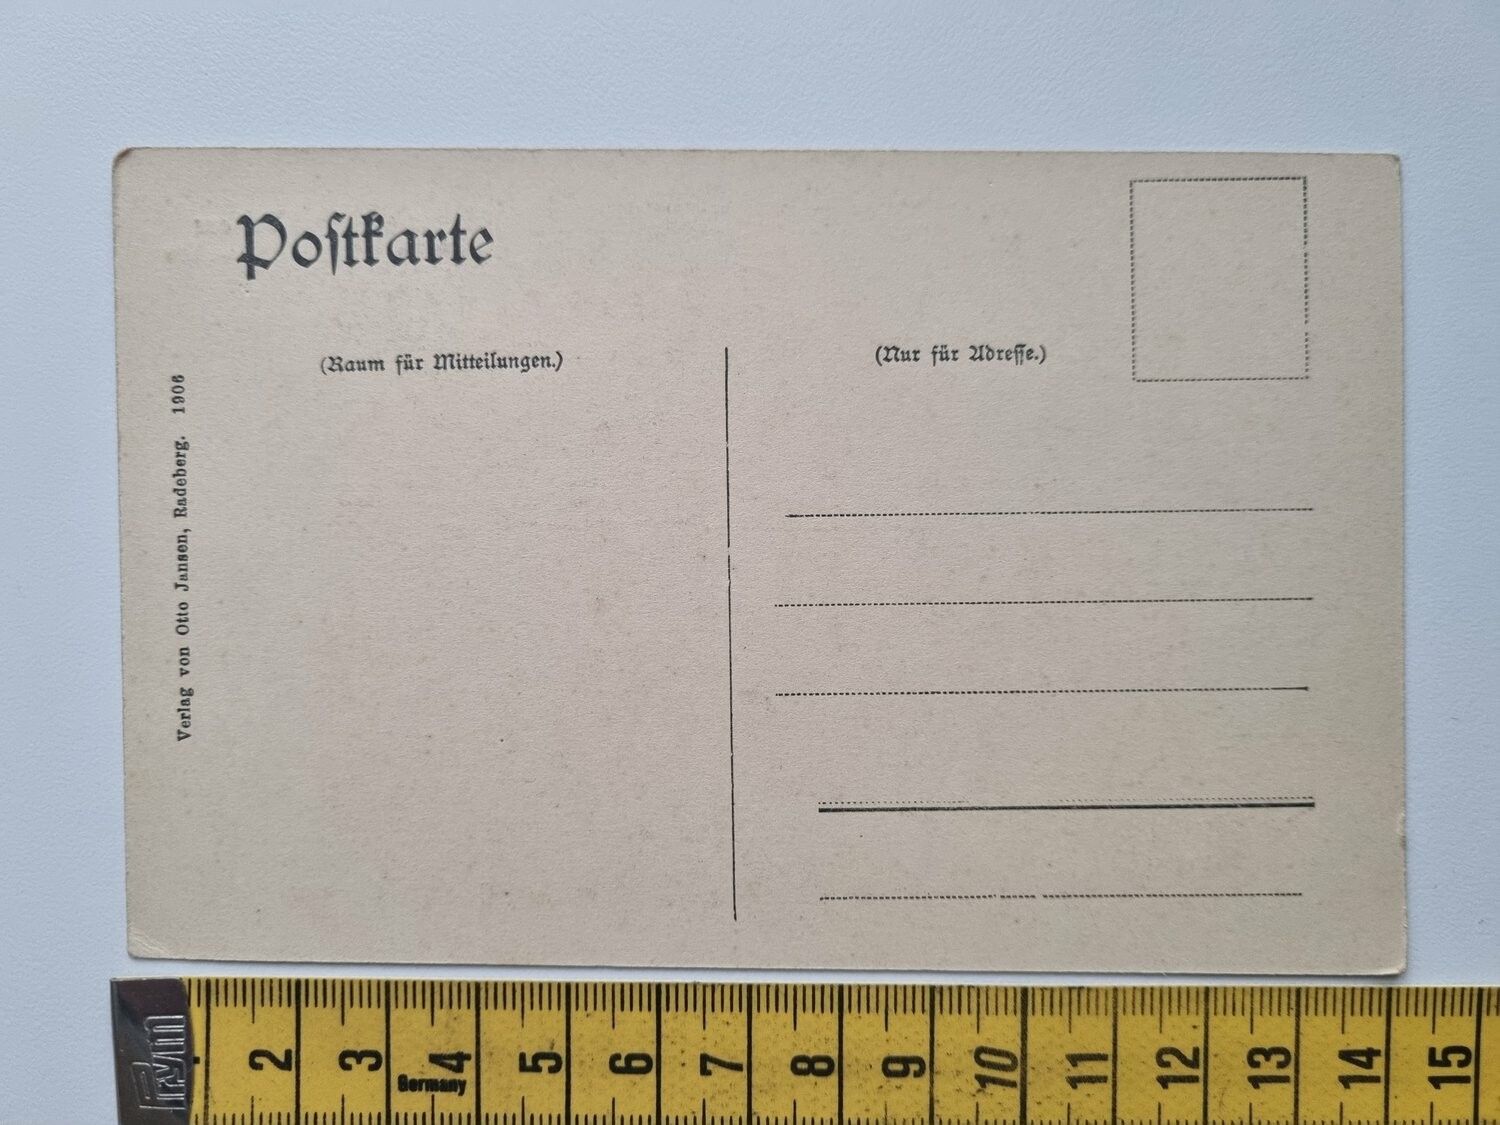 Poſtkarte
(Raum für Mitteilungen.)
(Nur für Adreſſe.)
Verlag von Otto Jansen, Radeberg. 1906
Prym
2 3 4 5 6 7 8 9 10 11 12 13 14 15
Germany